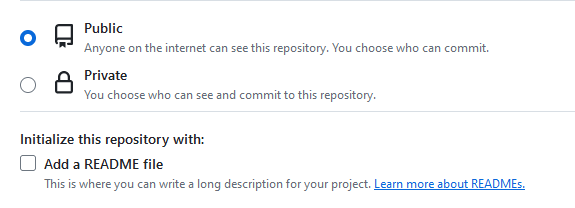 Public
Anyone on the internet can see this repository. You choose who can commit.
Private
You choose who can see and commit to this repository.
Initialize this repository with:
Add a README file
This is where you can write a long description for your project. Learn more about READMEs.